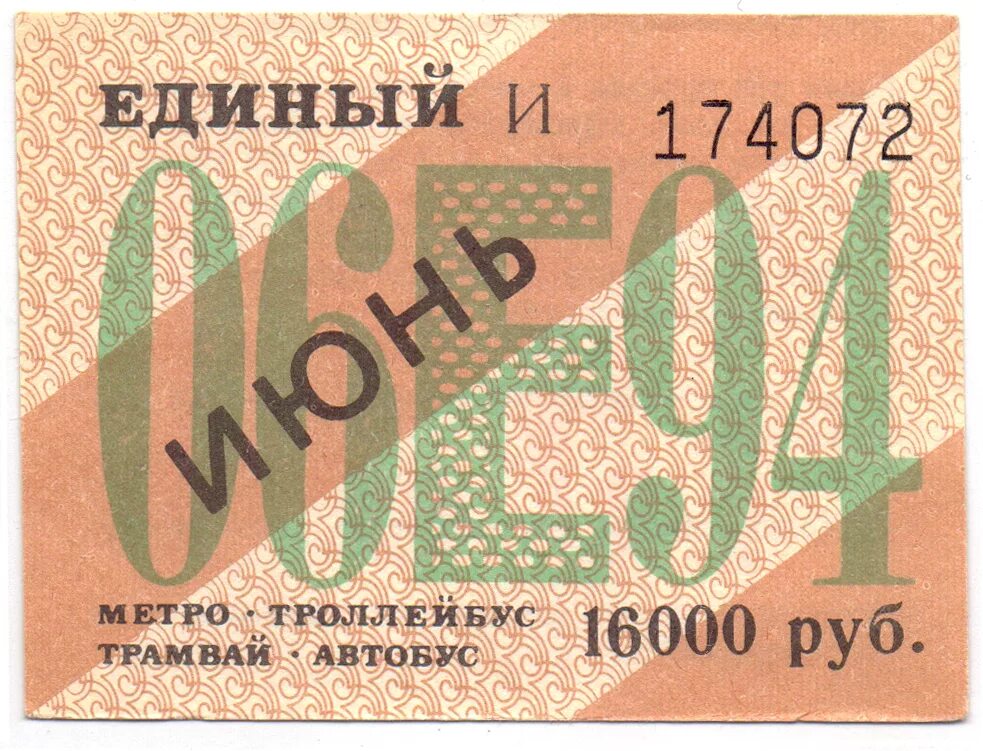 ЕДИНЫЙ И 174072
06Е94
ИЮНЬ
МЕТРО · ТРОЛЛЕЙБУС
ТРАМВАЙ · АВТОБУС
16000 руб.